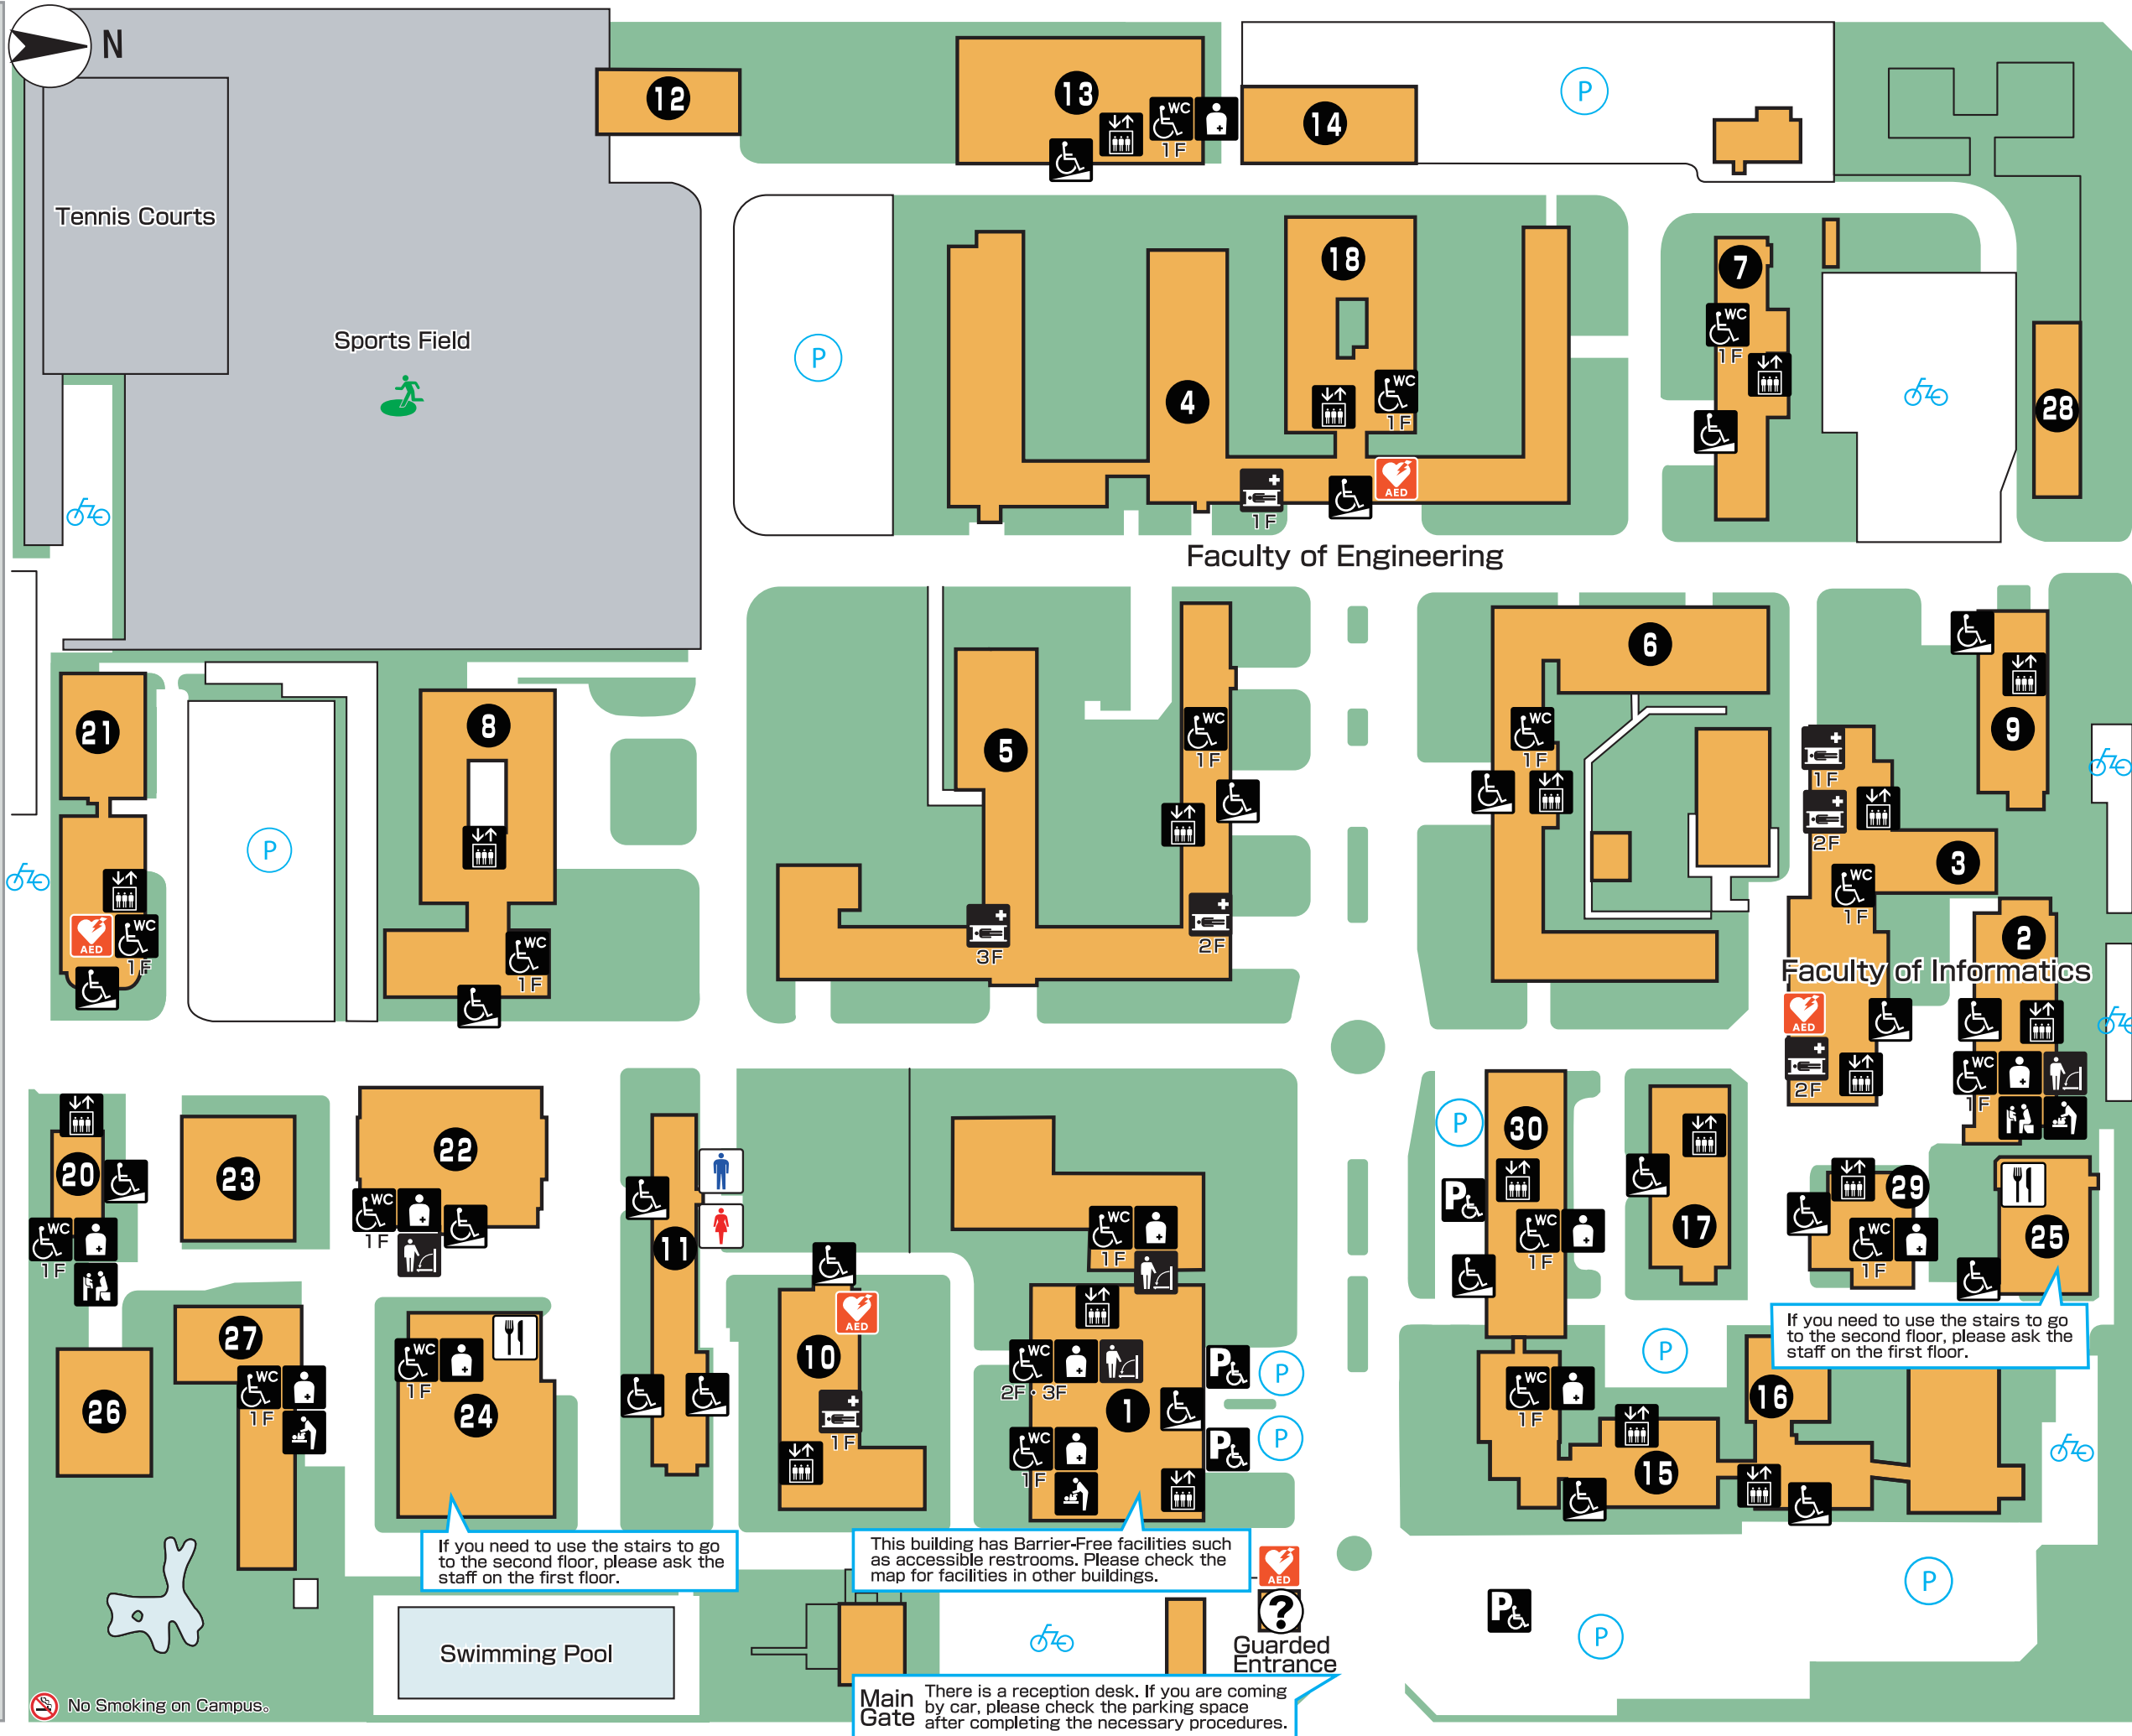 N
12
13
WC
1F
14
P
Tennis Courts
Sports Field
P
4
18
WC
1F
7
WC
1F
28
1F
AED
Faculty of Engineering
21
8
5
WC
1F
6
WC
1F
9
1F
2F
3
WC
1F
P
AED
WC
1F
WC
1F
3F
2F
2
Faculty of Informatics
AED
2F
WC
1F
20
WC
1F
23
22
WC
1F
11
WC
1F
P
30
P
WC
1F
17
29
WC
1F
25
If you need to use the stairs to go
to the second floor, please ask the
staff on the first floor.
27
WC
1F
26
WC
1F
24
AED
10
1F
WC
2F・3F
1
WC
1F
P
P
P
P
P
WC
1F
16
15
If you need to use the stairs to go
to the second floor, please ask the
staff on the first floor.
This building has Barrier-Free facilities such
as accessible restrooms. Please check the
map for facilities in other buildings.
AED
?
Guarded
Entrance
P
P
P
Swimming Pool
No Smoking on Campus。
Main
Gate
There is a reception desk. If you are coming
by car, please check the parking space
after completing the necessary procedures.